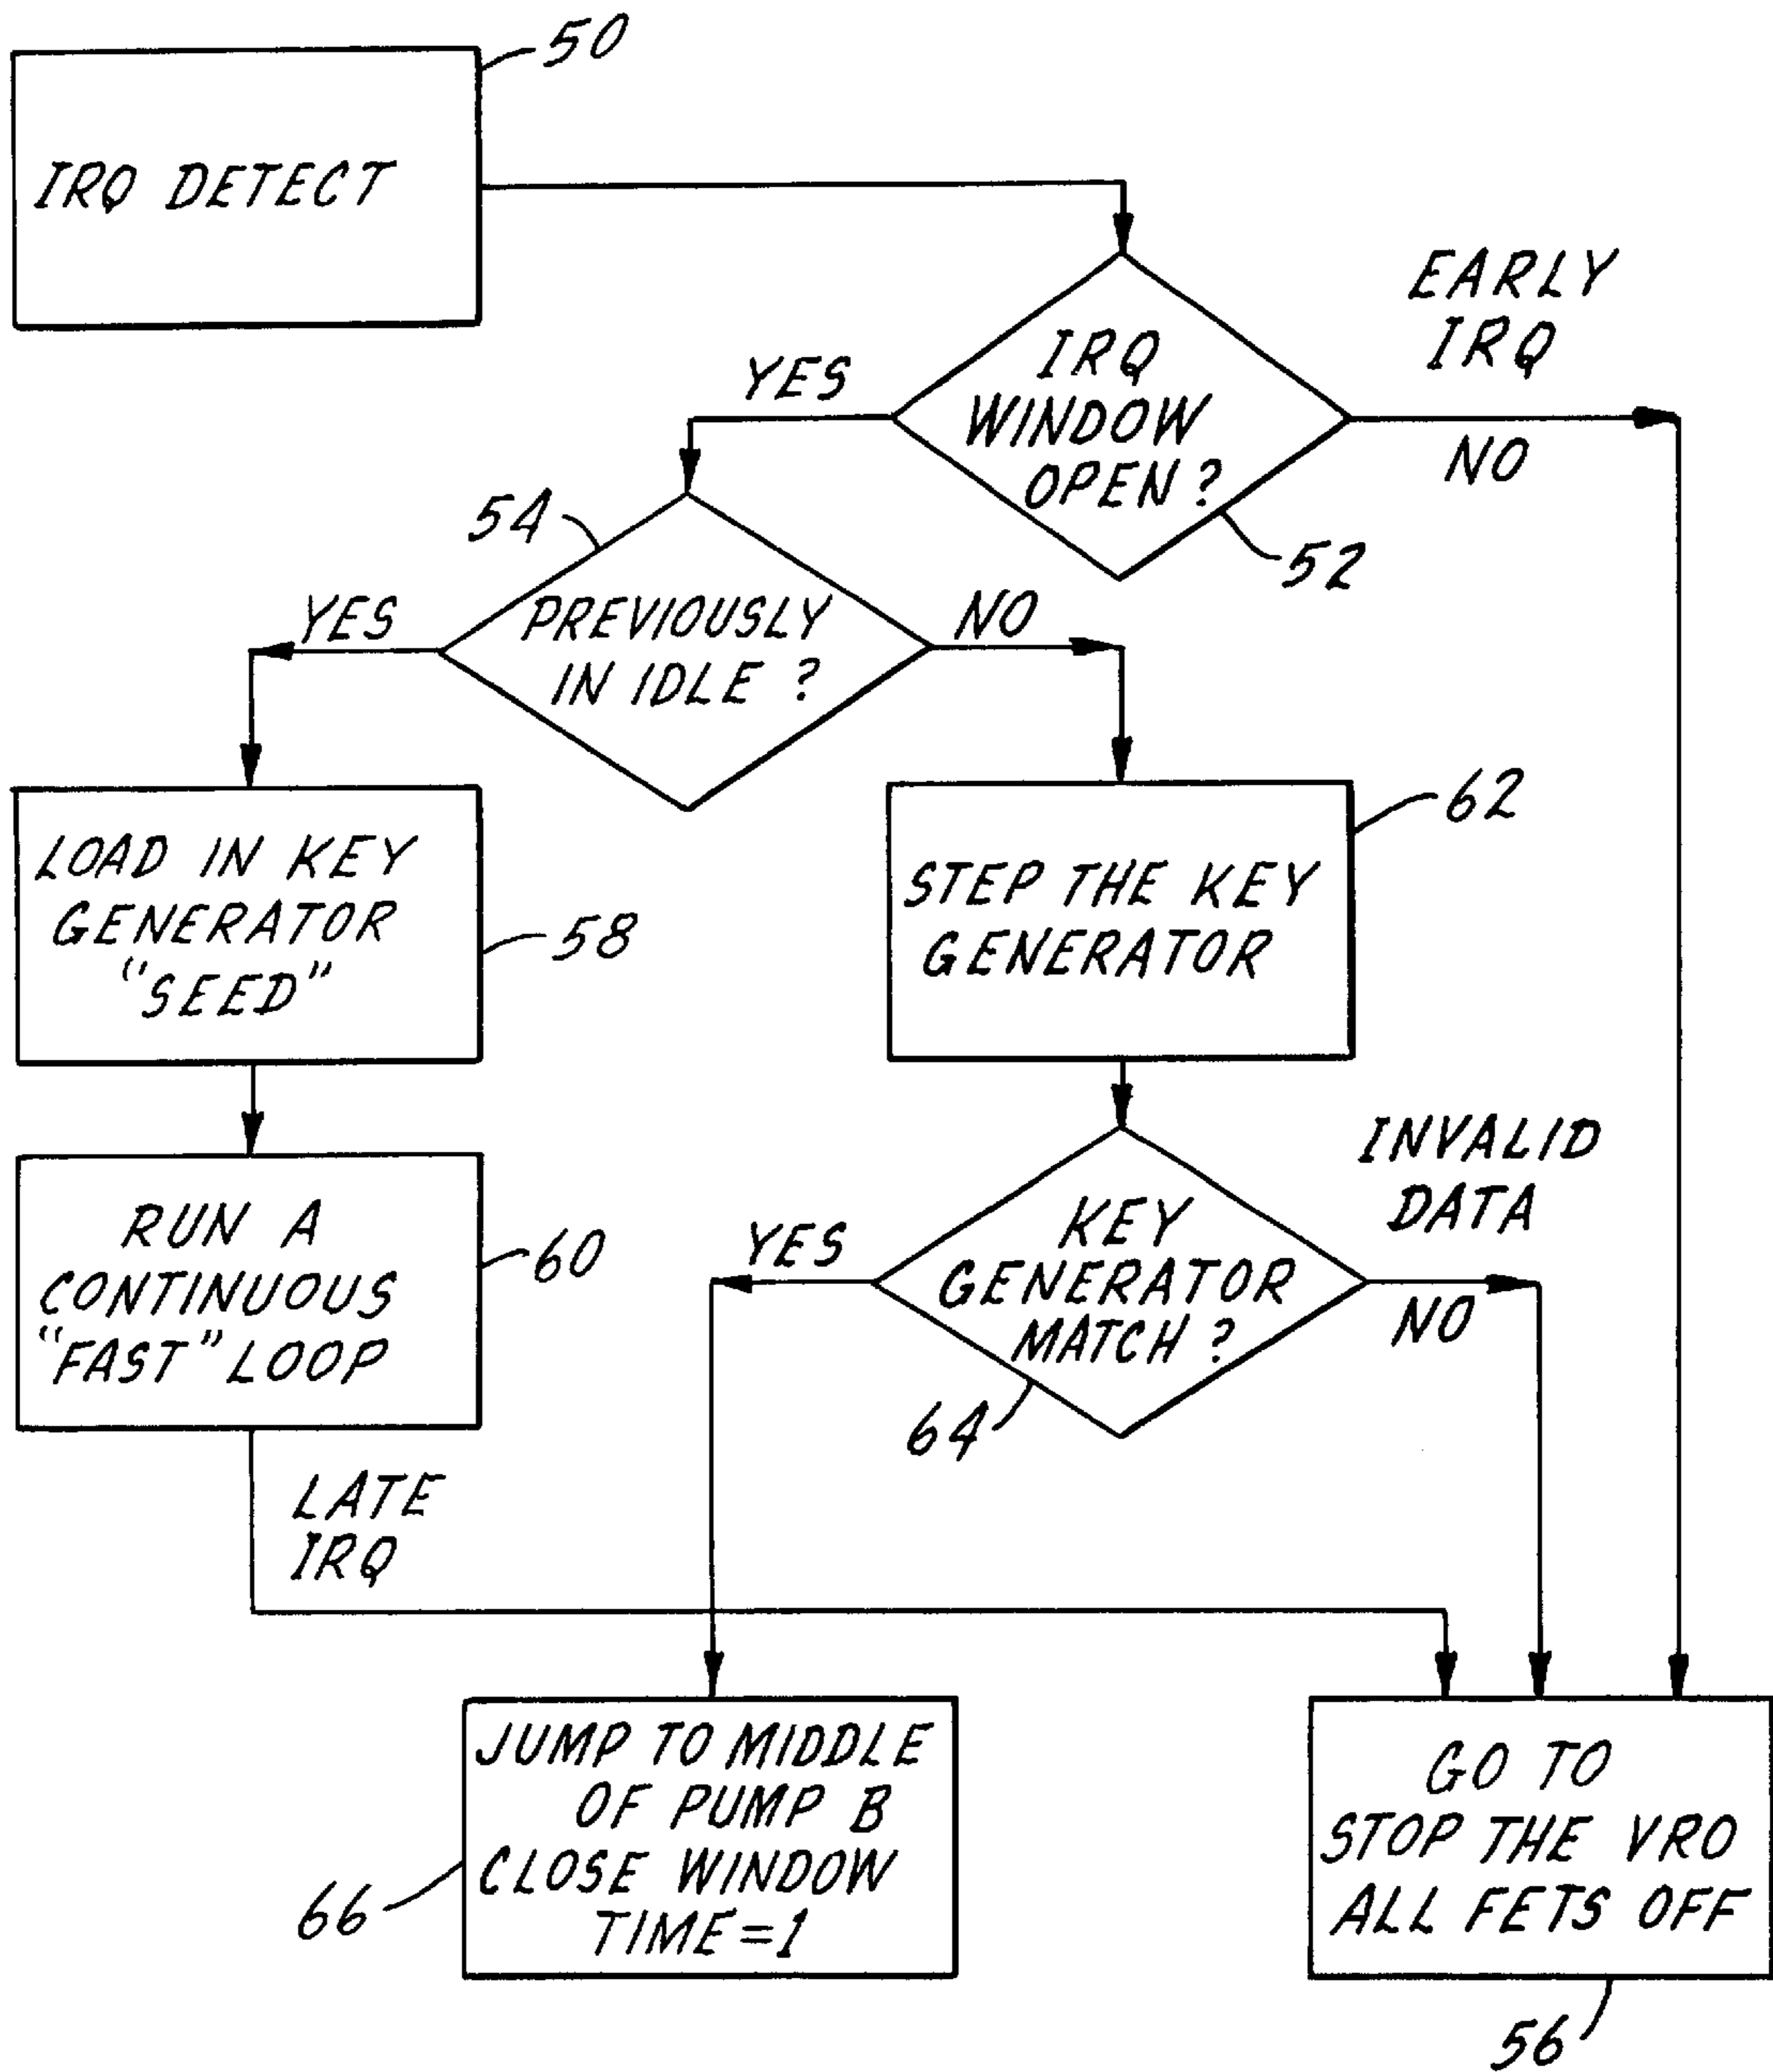 50
IRQ DETECT
EARLY
IRQ
IRQ
WINDOW
OPEN?
YES
NO
52
54
PREVIOUSLY
IN IDLE?
YES
NO
LOAD IN KEY
GENERATOR
"SEED"
58
62
STEP THE KEY
GENERATOR
RUN A
CONTINUOUS
"FAST" LOOP
60
INVALID
DATA
KEY
GENERATOR
MATCH?
YES
NO
64
LATE
IRQ
JUMP TO MIDDLE
OF PUMP B
CLOSE WINDOW
TIME=1
66
GO TO
STOP THE VRO
ALL FETS OFF
56